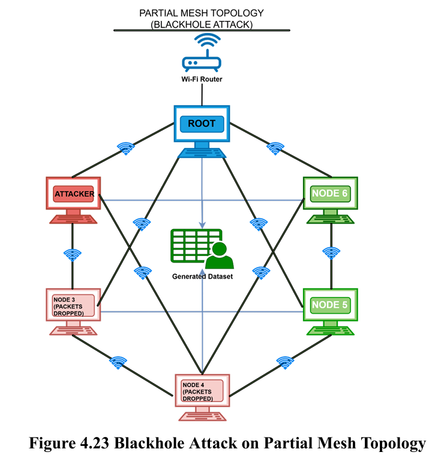 PARTIAL MESH TOPOLOGY
(BLACKHOLE ATTACK)
Wi-Fi Router
ROOT
ATTACKER
NODE 6
Generated Dataset
NODE 3
(PACKETS
DROPPED)
NODE 5
NODE 4
(PACKETS
DROPPED)
Figure 4.23 Blackhole Attack on Partial Mesh Topology